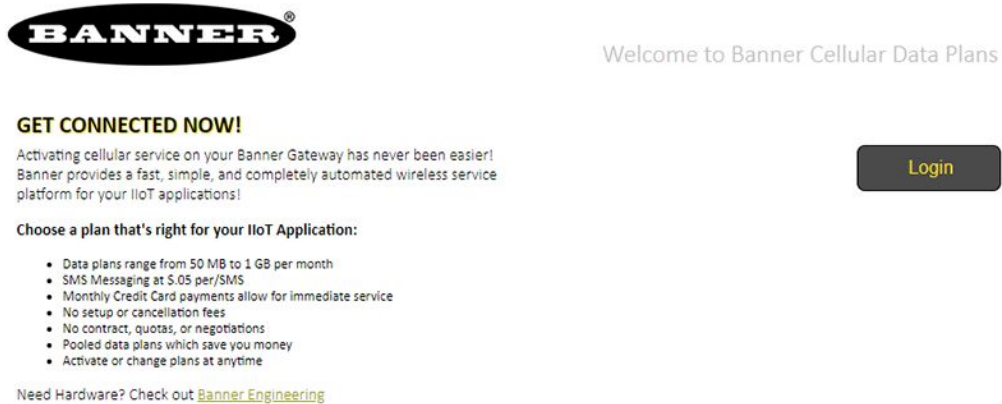 BANNER®
Welcome to Banner Cellular Data Plans
GET CONNECTED NOW!
Activating cellular service on your Banner Gateway has never been easier!
Banner provides a fast, simple, and completely automated wireless service
platform for your IIoT applications!
Login
Choose a plan that's right for your IIoT Application:
• Data plans range from 50 MB to 1 GB per month
• SMS Messaging at $.05 per/SMS
• Monthly Credit Card payments allow for immediate service
• No setup or cancellation fees
• No contract, quotas, or negotiations
• Pooled data plans which save you money
• Activate or change plans at anytime
Need Hardware? Check out Banner Engineering